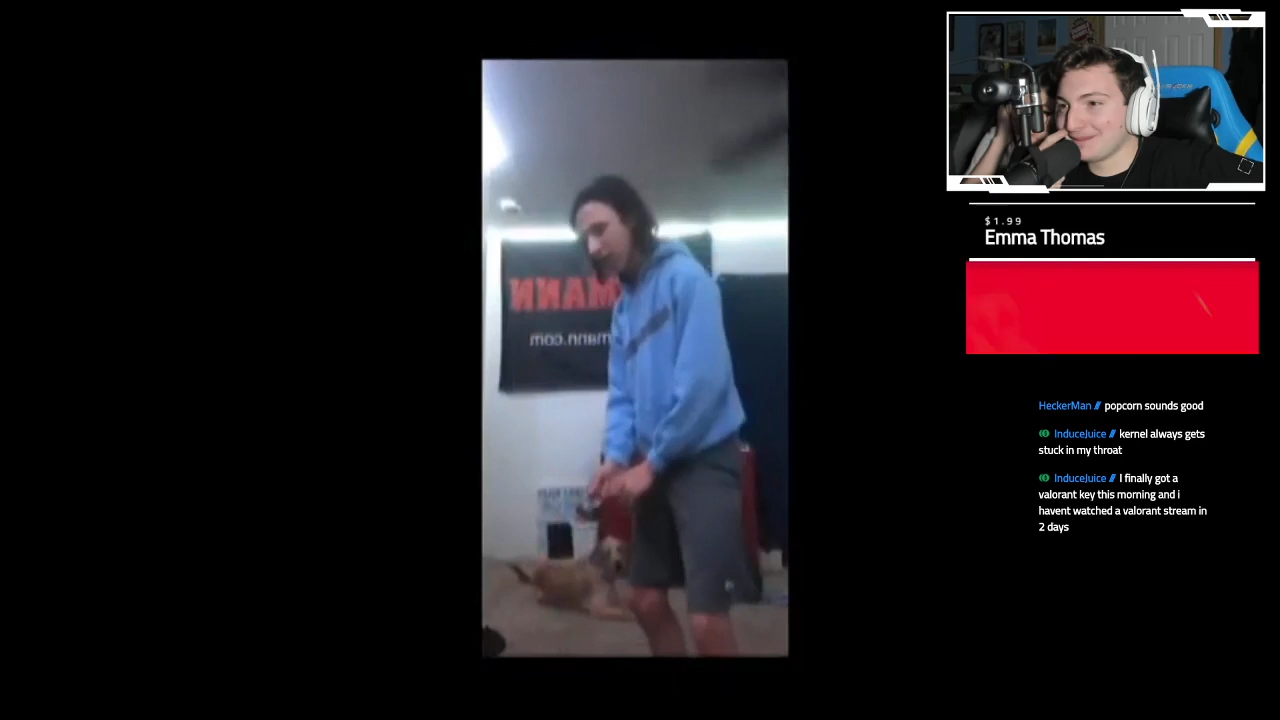 $1.99
Emma Thomas
MANN
mann.com
HeckerMan // popcorn sounds good
InduceJuice // kernel always gets
stuck in my throat
InduceJuice // I finally got a
valorant key this morning and i
havent watched a valorant stream in
2 days